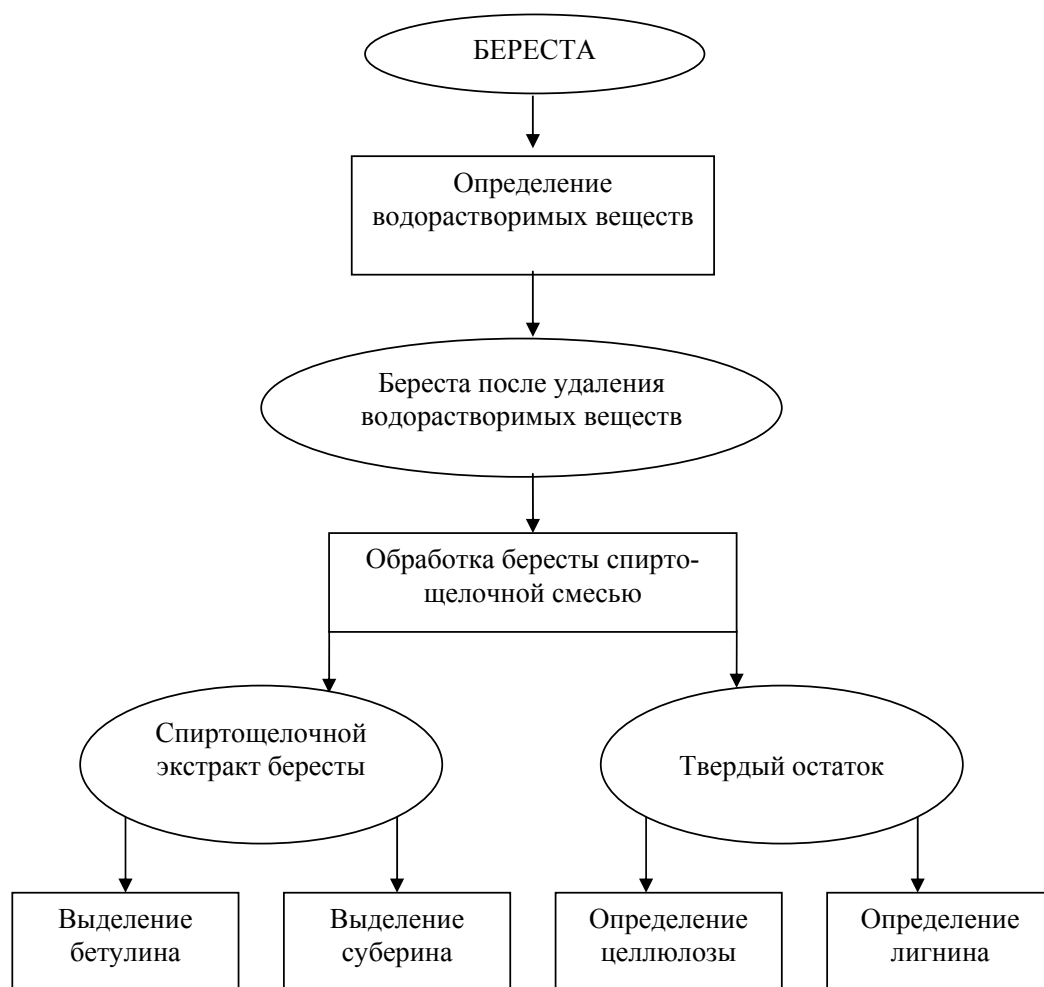 БЕРЕСТА
Определение
водорастворимых веществ
Береста после удаления
водорастворимых веществ
Обработка бересты спирто-
щелочной смесью
Спиртощелочной
экстракт бересты
Твердый остаток
Выделение
бетулина
Выделение
суберина
Определение
целлюлозы
Определение
лигнина